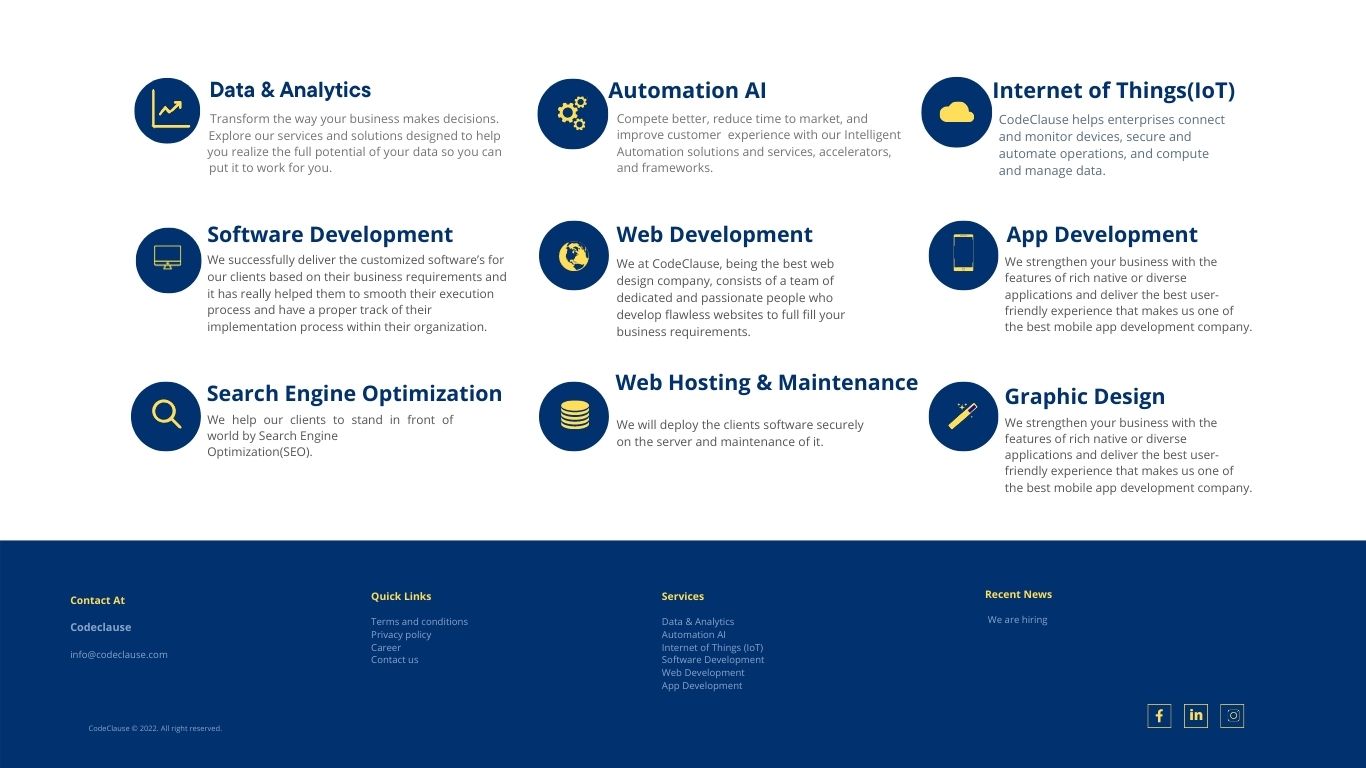 Data & Analytics
Transform the way your business makes decisions.
Explore our services and solutions designed to help
you realize the full potential of your data so you can
put it to work for you.
Automation AI
Compete better, reduce time to market, and
improve customer experience with our Intelligent
Automation solutions and services, accelerators,
and frameworks.
Internet of Things(IoT)
CodeClause helps enterprises connect
and monitor devices, secure and
automate operations, and compute
and manage data.
Software Development
We successfully deliver the customized software's for
our clients based on their business requirements and
it has really helped them to smooth their execution
process and have a proper track of their
implementation process within their organization.
Web Development
We at CodeClause, being the best web
design company, consists of a team of
dedicated and passionate people who
develop flawless websites to full fill your
business requirements.
App Development
We strengthen your business with the
features of rich native or diverse
applications and deliver the best user-
friendly experience that makes us one of
the best mobile app development company.
Search Engine Optimization
We help our clients to stand in front of
world by Search Engine
Optimization(SEO).
Web Hosting & Maintenance
We will deploy the clients software securely
on the server and maintenance of it.
Graphic Design
We strengthen your business with the
features of rich native or diverse
applications and deliver the best user-
friendly experience that makes us one of
the best mobile app development company.
Contact At
Codeclause
info@codeclause.com
CodeClause © 2022. All right reserved.
Quick Links
Terms and conditions
Privacy policy
Career
Contact us
Services
Data & Analytics
Automation AI
Internet of Things (IoT)
Software Development
Web Development
App Development
Recent News
We are hiring